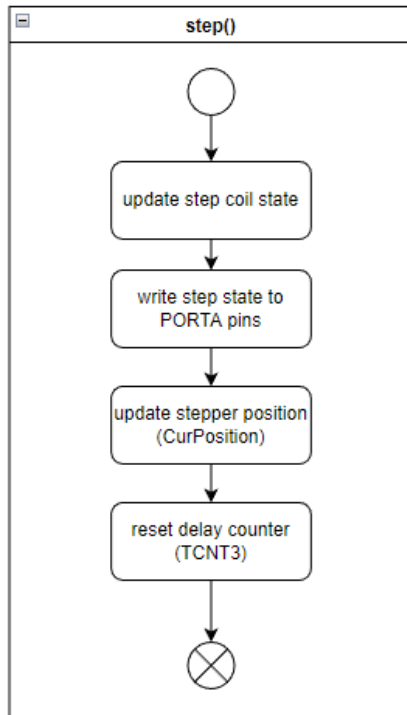 step()
update step coil state
write step state to
PORTA pins
update stepper position
(CurPosition)
reset delay counter
(TCNT3)